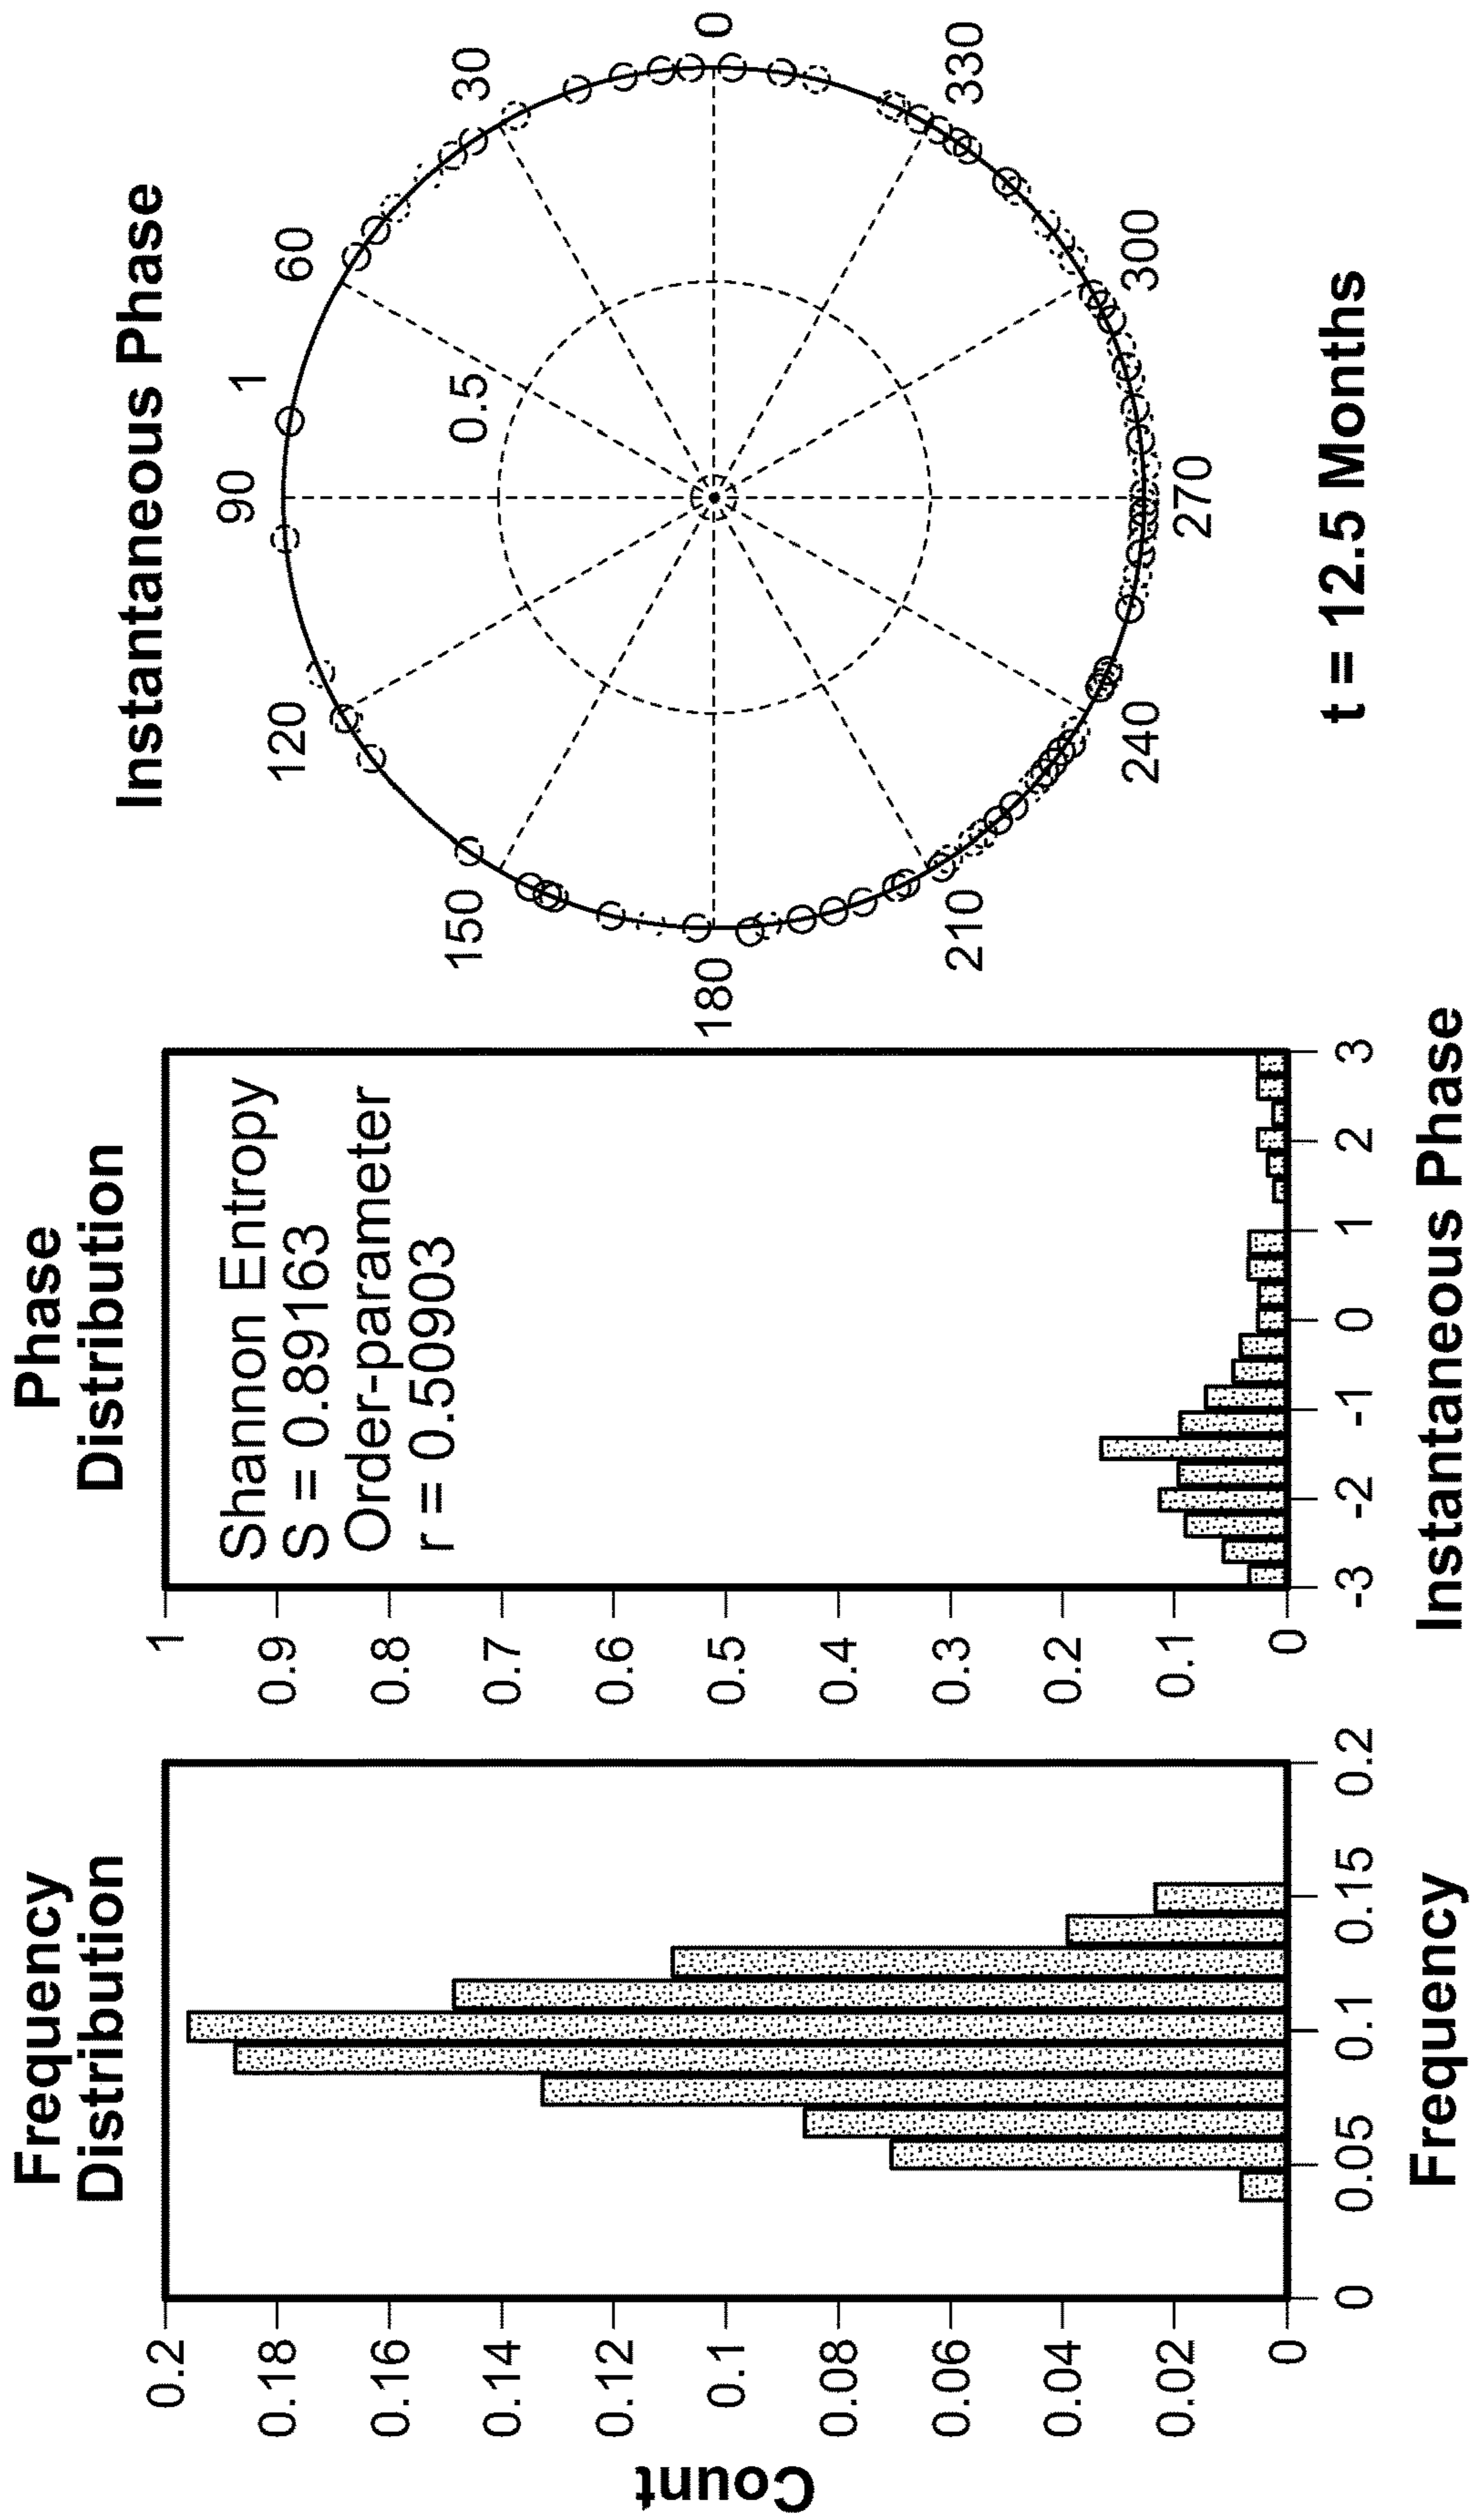 Frequency
Distribution
Count
0.2
0.18
0.16
0.14
0.12
0.1
0.08
0.06
0.04
0.02
0
0 0.05 0.1 0.15 0.2
Frequency
Phase
Distribution
1
0.9
0.8
0.7
0.6
0.5
0.4
0.3
0.2
0.1
0
Shannon Entropy
S = 0.89163
Order-parameter
r = 0.50903
-3 -2 -1 0 1 2 3
Instantaneous Phase
Instantaneous Phase
90
1
120
60
0.5
150
30
180
0
210
330
240
300
270
t = 12.5 Months